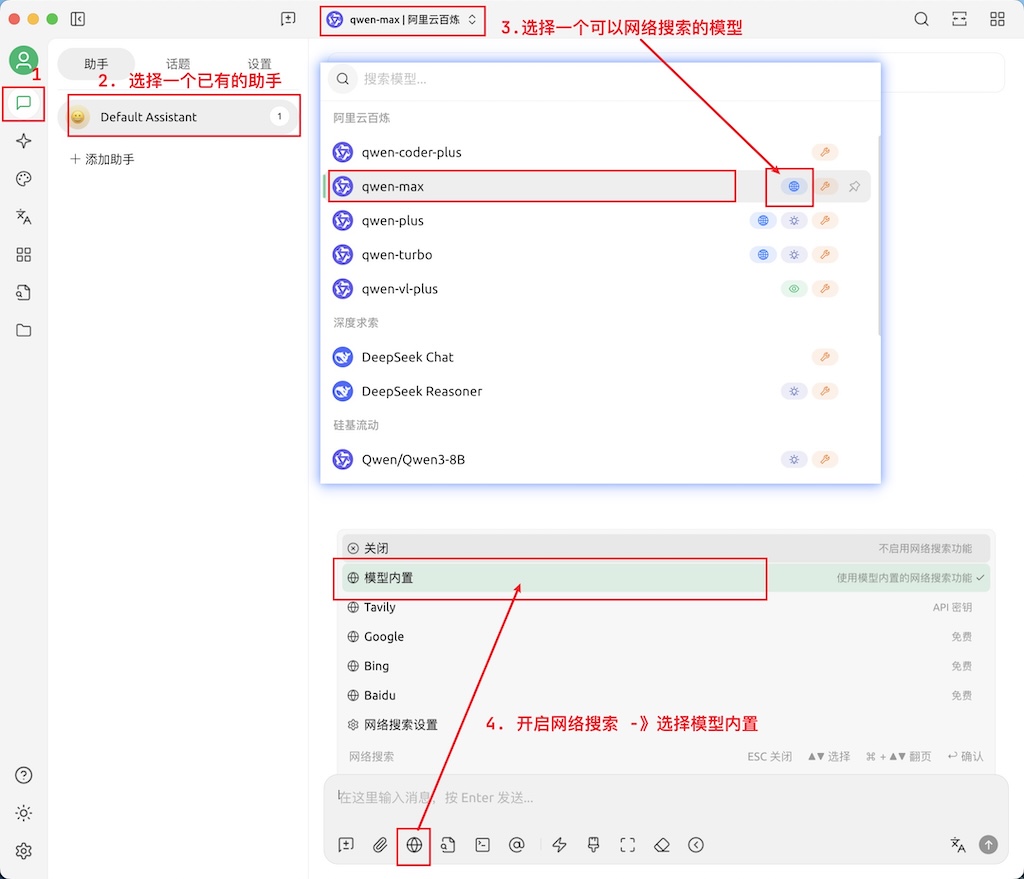 qwen-max | 阿里云百炼
3.选择一个可以网络搜索的模型
1
助手
话题
设置
2. 选择一个已有的助手
Default Assistant
1
添加助手
搜索模型...
阿里云百炼
qwen-coder-plus
qwen-max
qwen-plus
qwen-turbo
qwen-vl-plus
深度求索
DeepSeek Chat
DeepSeek Reasoner
硅基流动
Qwen/Qwen3-8B
关闭 不启用网络搜索功能
模型内置 使用模型内置的网络搜索功能
Tavily API 密钥
Google 免费
Bing 免费
Baidu 免费
网络搜索设置
4. 开启网络搜索 -》选择模型内置
网络搜索 ESC 关闭 ▲▼ 选择 ⌘ + ▲▼ 翻页 ↩ 确认
在这里输入消息，按 Enter 发送...